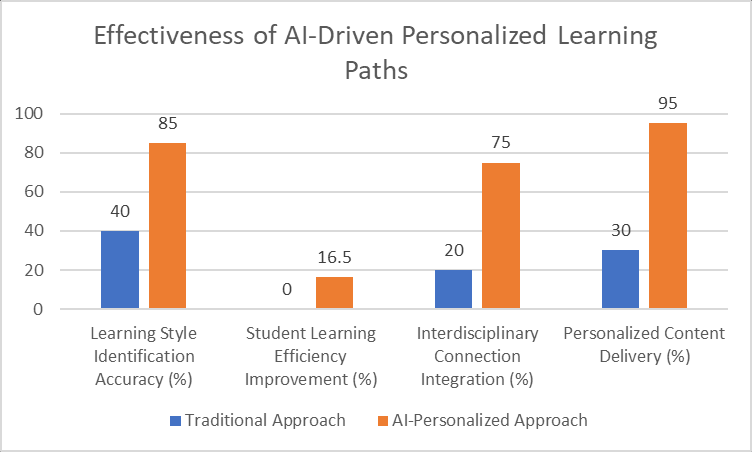 Effectiveness of AI-Driven Personalized Learning
Paths
100
80
60
40
20
0
40
85
0
16.5
20
75
30
95
Learning Style
Identification
Accuracy (%)
Student Learning
Efficiency
Improvement (%)
Interdisciplinary
Connection
Integration (%)
Personalized Content
Delivery (%)
Traditional Approach
AI-Personalized Approach